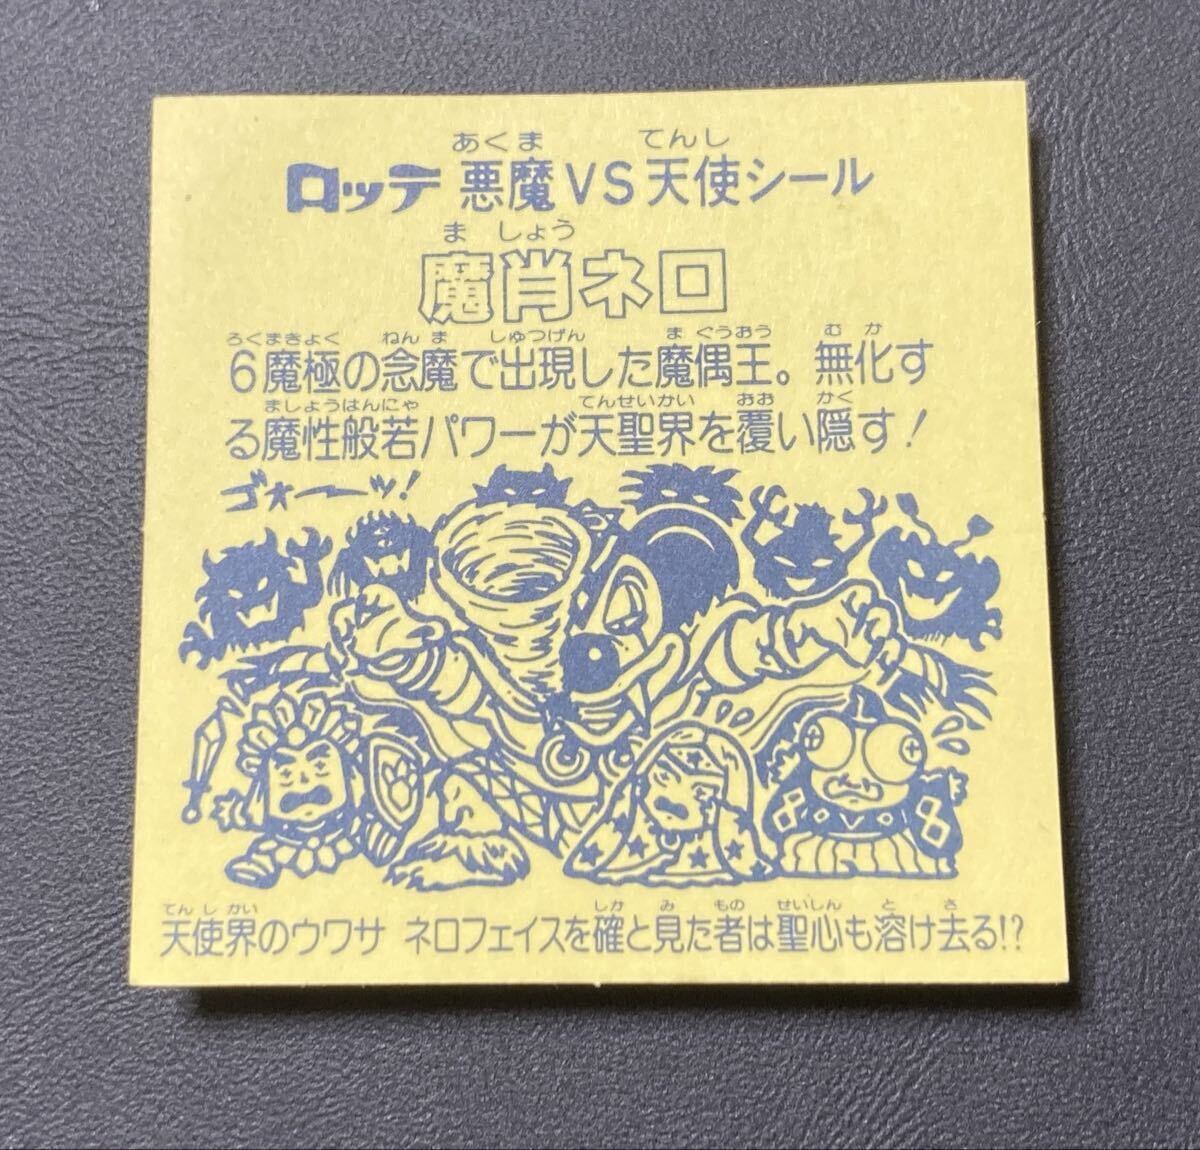 あくま てんし
ロッテ 悪魔VS天使シール
ま しょう
魔肖ネロ
ろくまきょく ねん ま しゅつげん ま ぐうおう む か
6魔極の念魔で出現した魔偶王。無化す
ましょうはんにゃ てんせいかい おお かく
る魔性般若パワーが天聖界を覆い隠す!
ゴオーーッ!
てん し かい しか み もの せいしん と さ
天使界のウワサ ネロフェイスを確と見た者は聖心も溶け去る!?